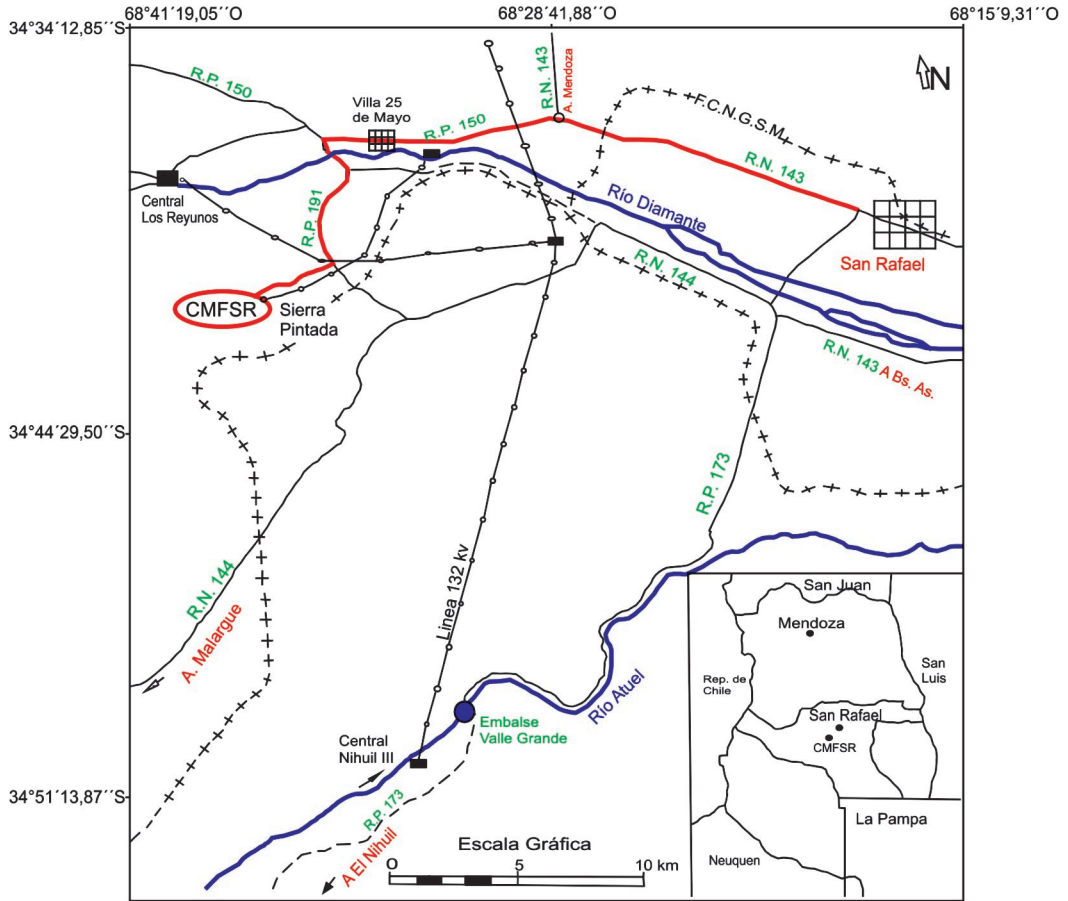 68°41´19,05´´O
68°28´41,88´´O
68°15´9,31´´O
34°34´12,85´´S
34°44´29,50´´S
34°51´13,87´´S
N
R.P. 150
Villa 25
de Mayo
R.P. 150
R.N. 143
A. Mendoza
F.C.N.G.S.M.
R.N. 143
Central
Los Reyunos
R.P. 191
Río Diamante
San Rafael
R.N. 144
CMFSR
Sierra
Pintada
R.N. 143 A Bs. As.
R.P. 173
R.N. 144
A. Malargue
Linea 132 kv
Río Atuel
Embalse
Valle Grande
Central
Nihuil III
R.P. 173
A El Nihuil
Escala Gráfica
O
5
10 km
San Juan
Mendoza
San
Luis
Rep. de
Chile
San Rafael
CMFSR
La Pampa
Neuquen